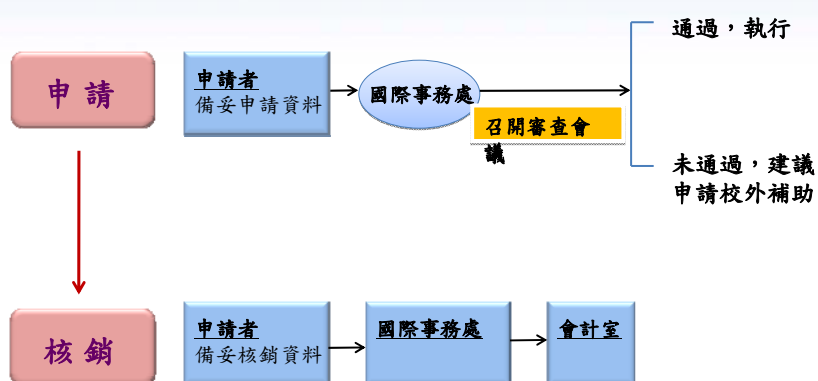 通過，執行
申請
申請者
備妥申請資料
國際事務處
召開審查會
議
未通過，建議
申請校外補助
核銷
申請者
備妥核銷資料
國際事務處
會計室